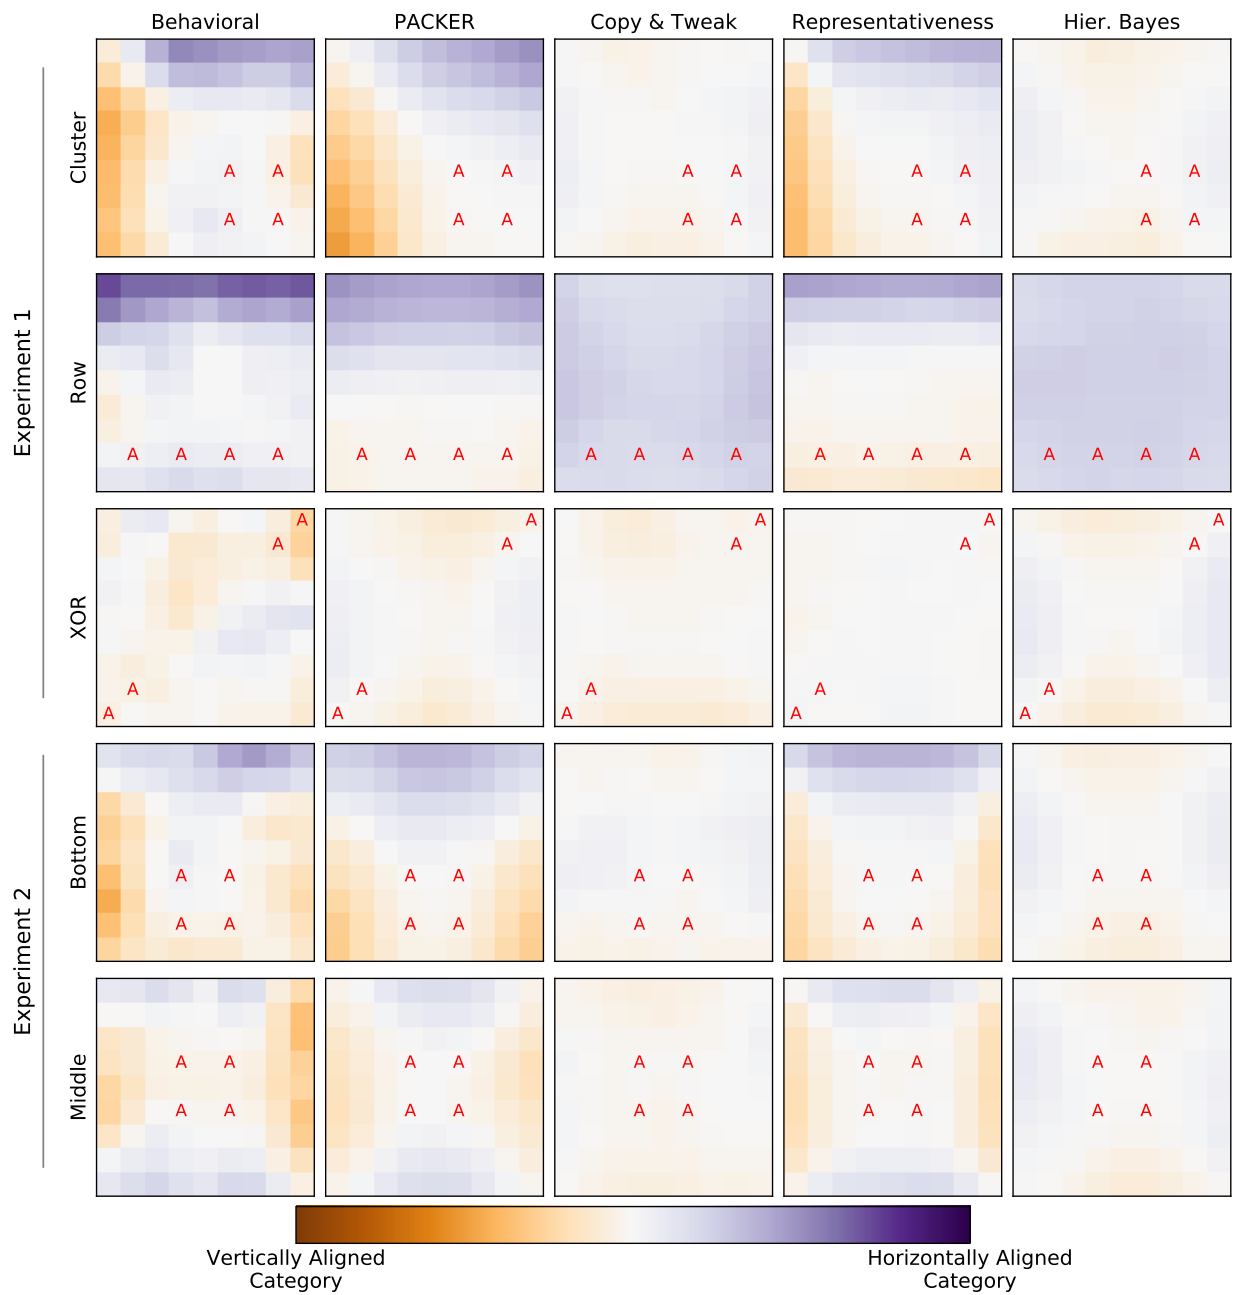 Behavioral PACKER Copy & Tweak Representativeness Hier. Bayes
Experiment 1
Cluster
A A A A A A A A A A
A A A A A A A A A A
Row
A A A A A A A A A A A A A A A A A A A A
XOR
A A A A A
A A A A A
A A A A A
A A A A A
Experiment 2
Bottom
A A A A A A A A A A
A A A A A A A A A A
Middle
A A A A A A A A A A
A A A A A A A A A A
Vertically Aligned
Category
Horizontally Aligned
Category